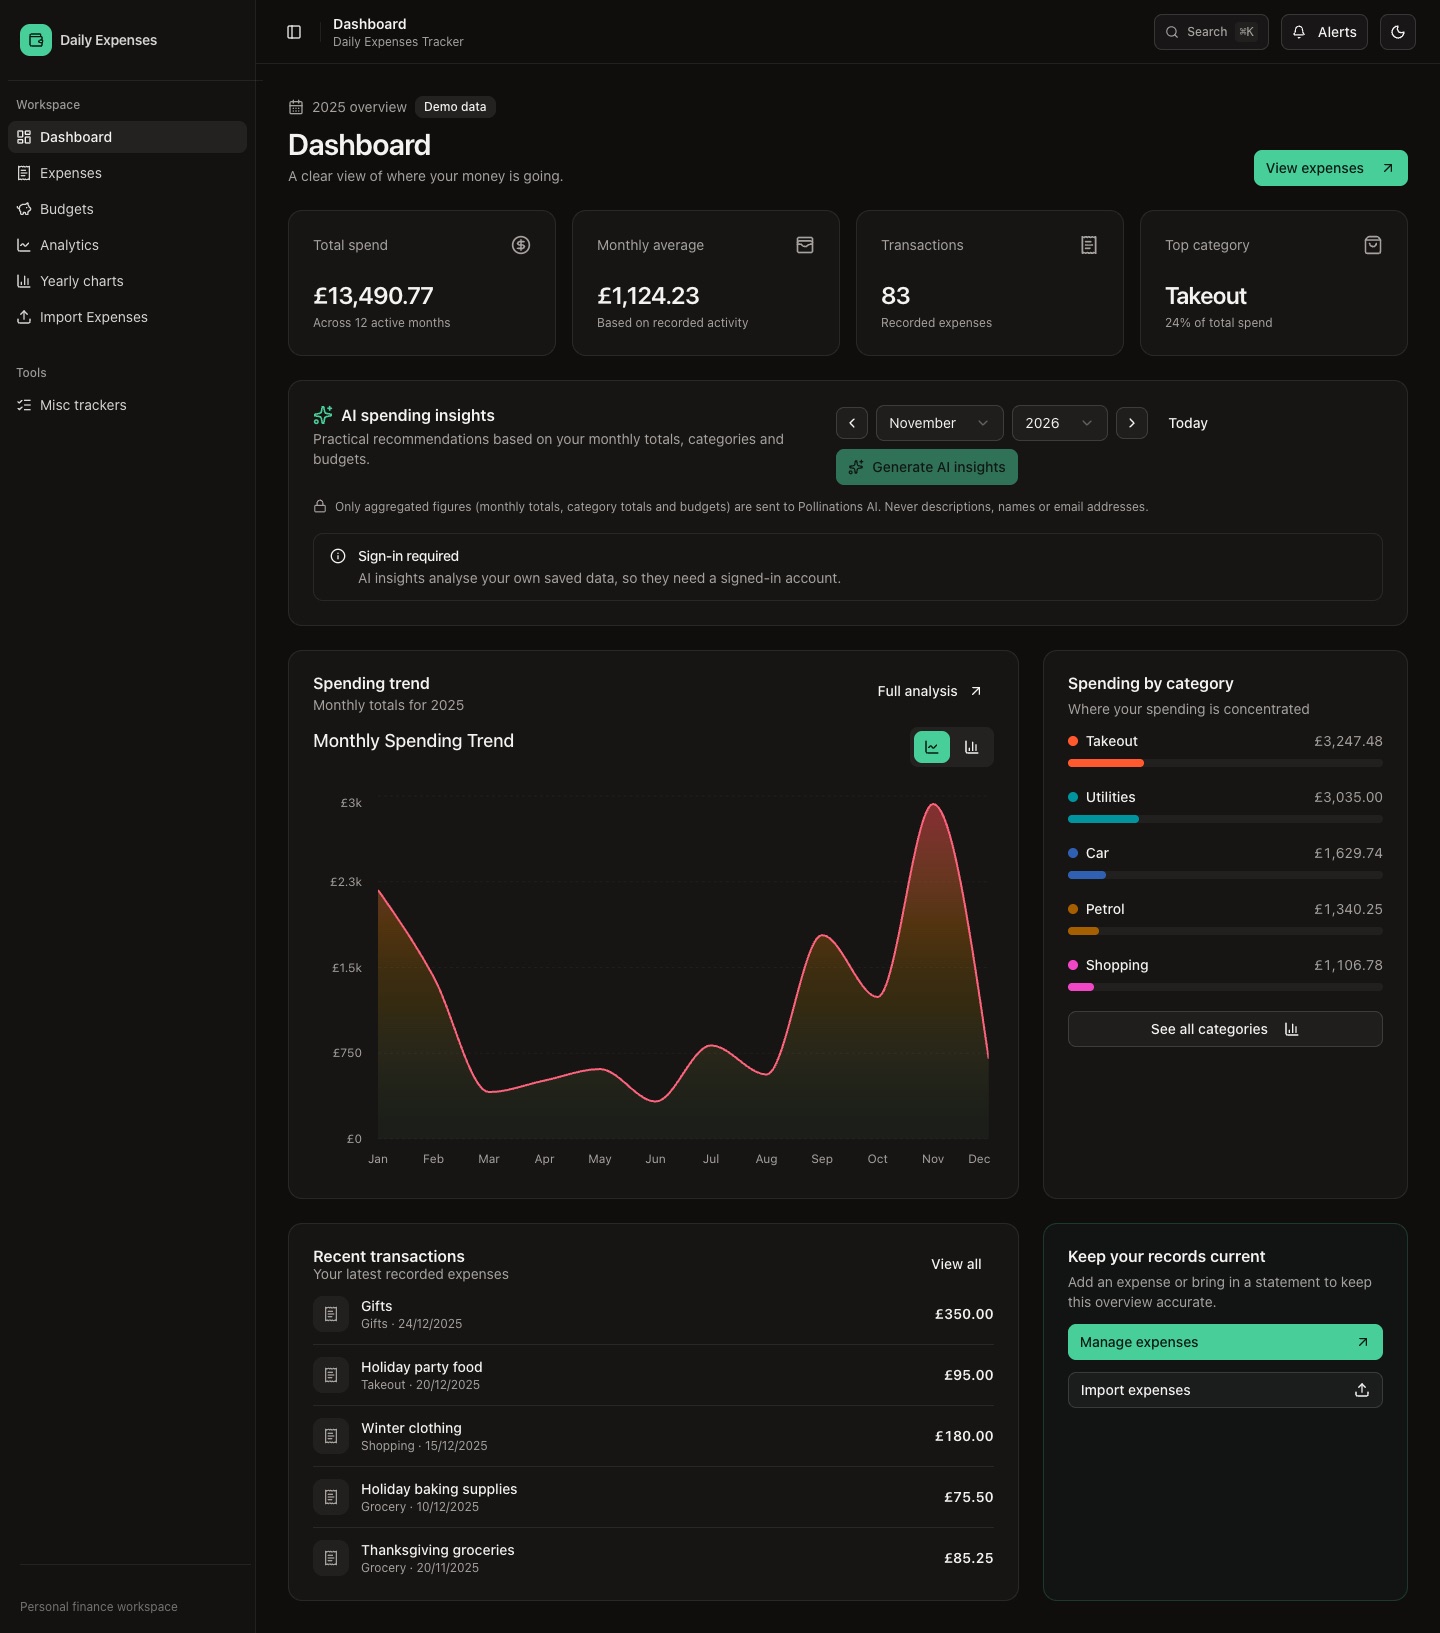 Daily Expenses
Workspace
Dashboard
Expenses
Budgets
Analytics
Yearly charts
Import Expenses
Tools
Misc trackers
Personal finance workspace
Dashboard
Daily Expenses Tracker
Search ⌘K
Alerts
2025 overview Demo data
Dashboard
A clear view of where your money is going.
View expenses
Total spend
£13,490.77
Across 12 active months
Monthly average
£1,124.23
Based on recorded activity
Transactions
83
Recorded expenses
Top category
Takeout
24% of total spend
AI spending insights
Practical recommendations based on your monthly totals, categories and
budgets.
November 2026 Today
Generate AI insights
Only aggregated figures (monthly totals, category totals and budgets) are sent to Pollinations AI. Never descriptions, names or email addresses.
Sign-in required
AI insights analyse your own saved data, so they need a signed-in account.
Spending trend
Monthly totals for 2025
Full analysis
Monthly Spending Trend
£3k
£2.3k
£1.5k
£750
£0
Jan Feb Mar Apr May Jun Jul Aug Sep Oct Nov Dec
Spending by category
Where your spending is concentrated
Takeout £3,247.48
Utilities £3,035.00
Car £1,629.74
Petrol £1,340.25
Shopping £1,106.78
See all categories
Recent transactions
Your latest recorded expenses
View all
Gifts
Gifts · 24/12/2025
£350.00
Holiday party food
Takeout · 20/12/2025
£95.00
Winter clothing
Shopping · 15/12/2025
£180.00
Holiday baking supplies
Grocery · 10/12/2025
£75.50
Thanksgiving groceries
Grocery · 20/11/2025
£85.25
Keep your records current
Add an expense or bring in a statement to keep
this overview accurate.
Manage expenses
Import expenses